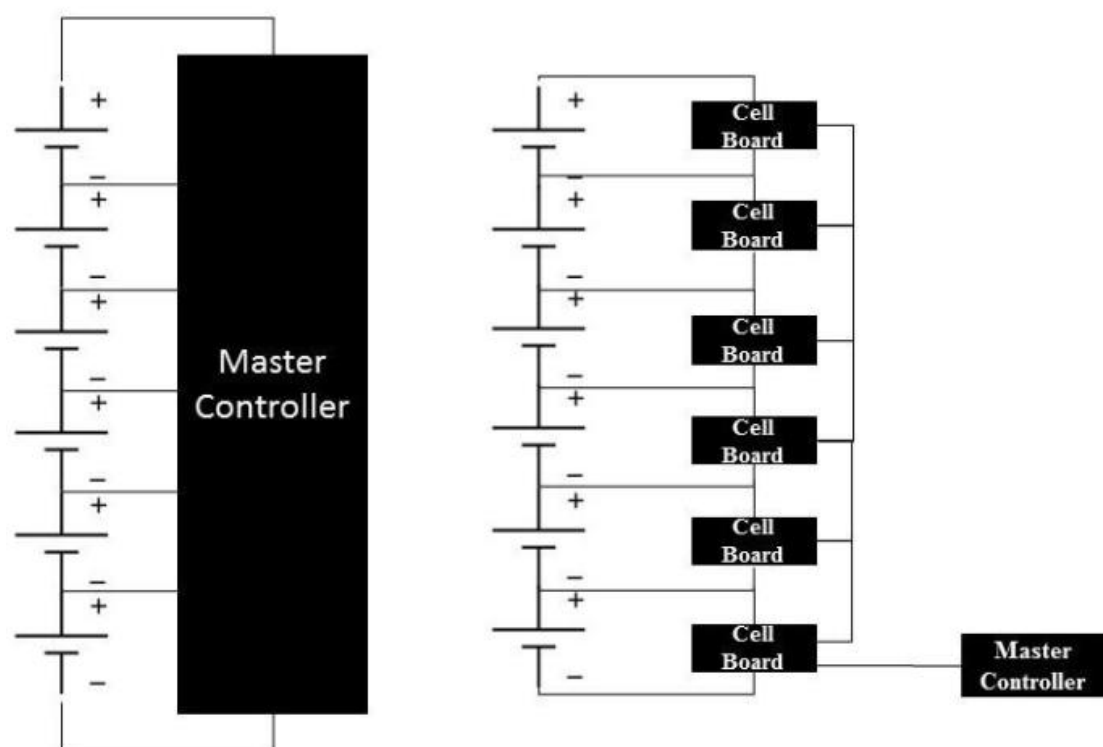 +
−
+
−
+
−
+
−
+
−
+
−
Master
Controller
+
−
+
−
+
−
+
−
+
−
+
−
Cell
Board
Cell
Board
Cell
Board
Cell
Board
Cell
Board
Cell
Board
Master
Controller